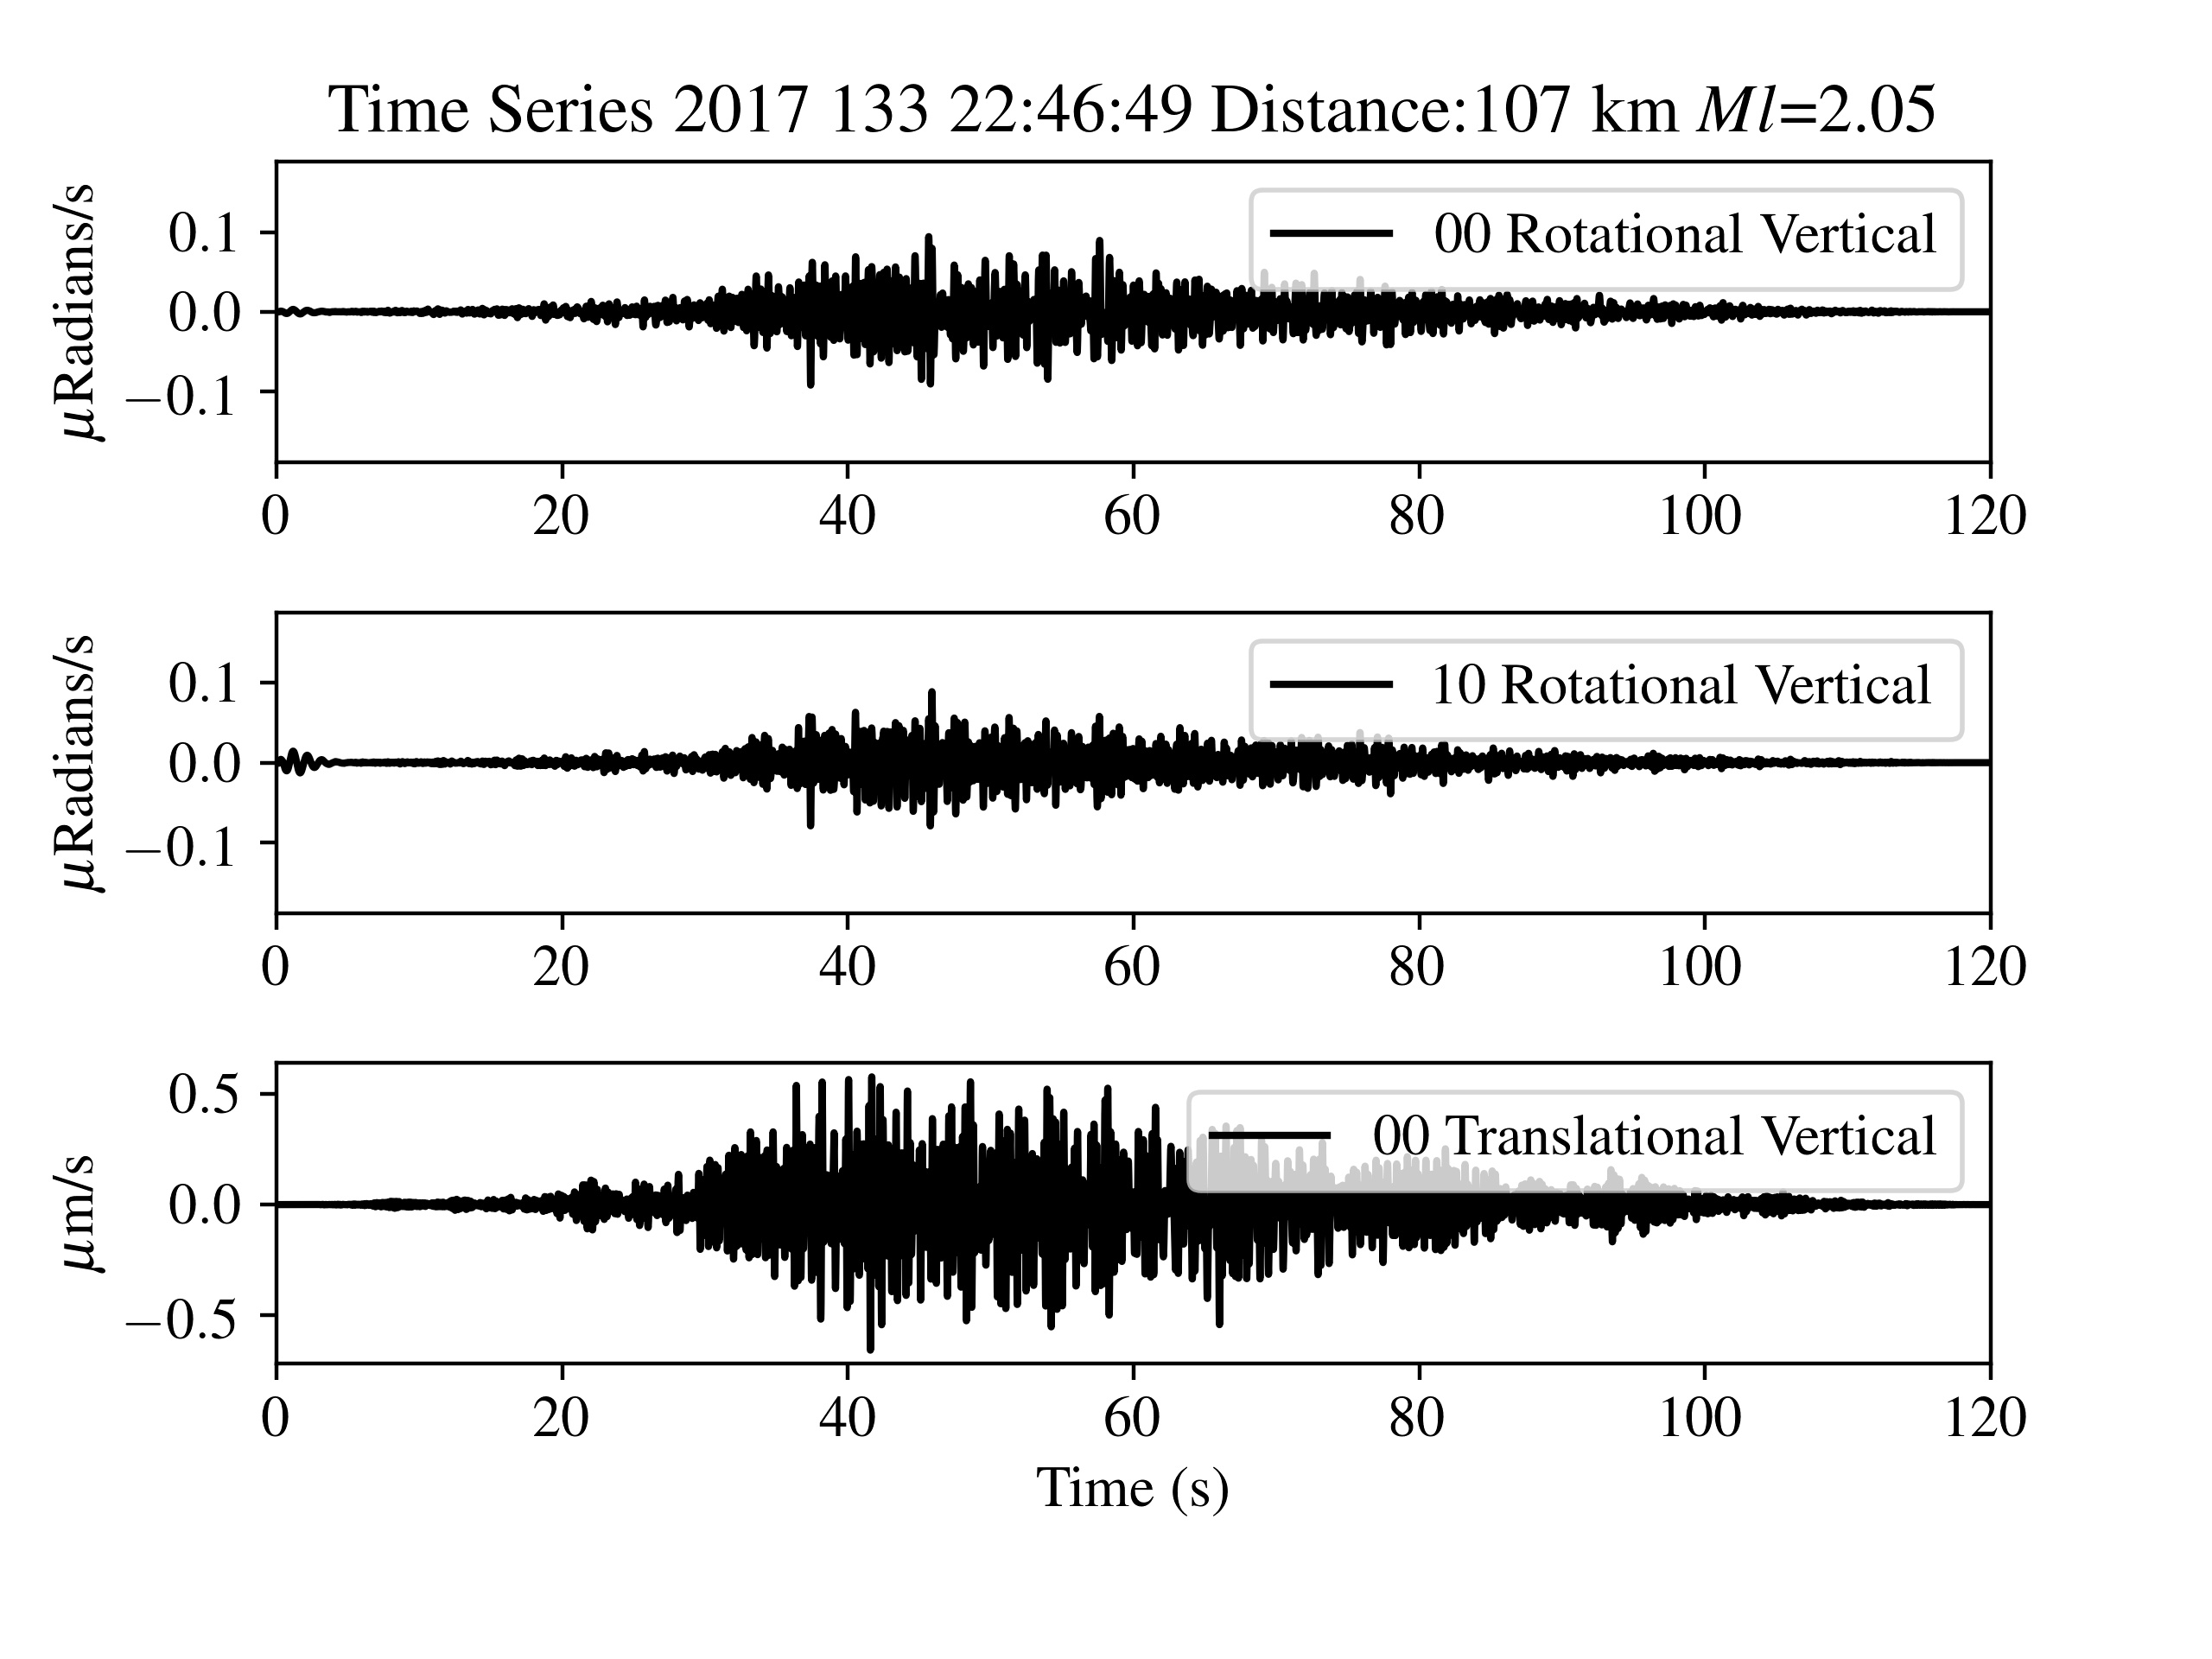 Time Series 2017 133 22:46:49 Distance:107 km Ml=2.05
μRadians/s
0.1
0.0
−0.1
00 Rotational Vertical
0 20 40 60 80 100 120
μRadians/s
0.1
0.0
−0.1
10 Rotational Vertical
0 20 40 60 80 100 120
μm/s
0.5
0.0
−0.5
00 Translational Vertical
0 20 40 60 80 100 120
Time (s)